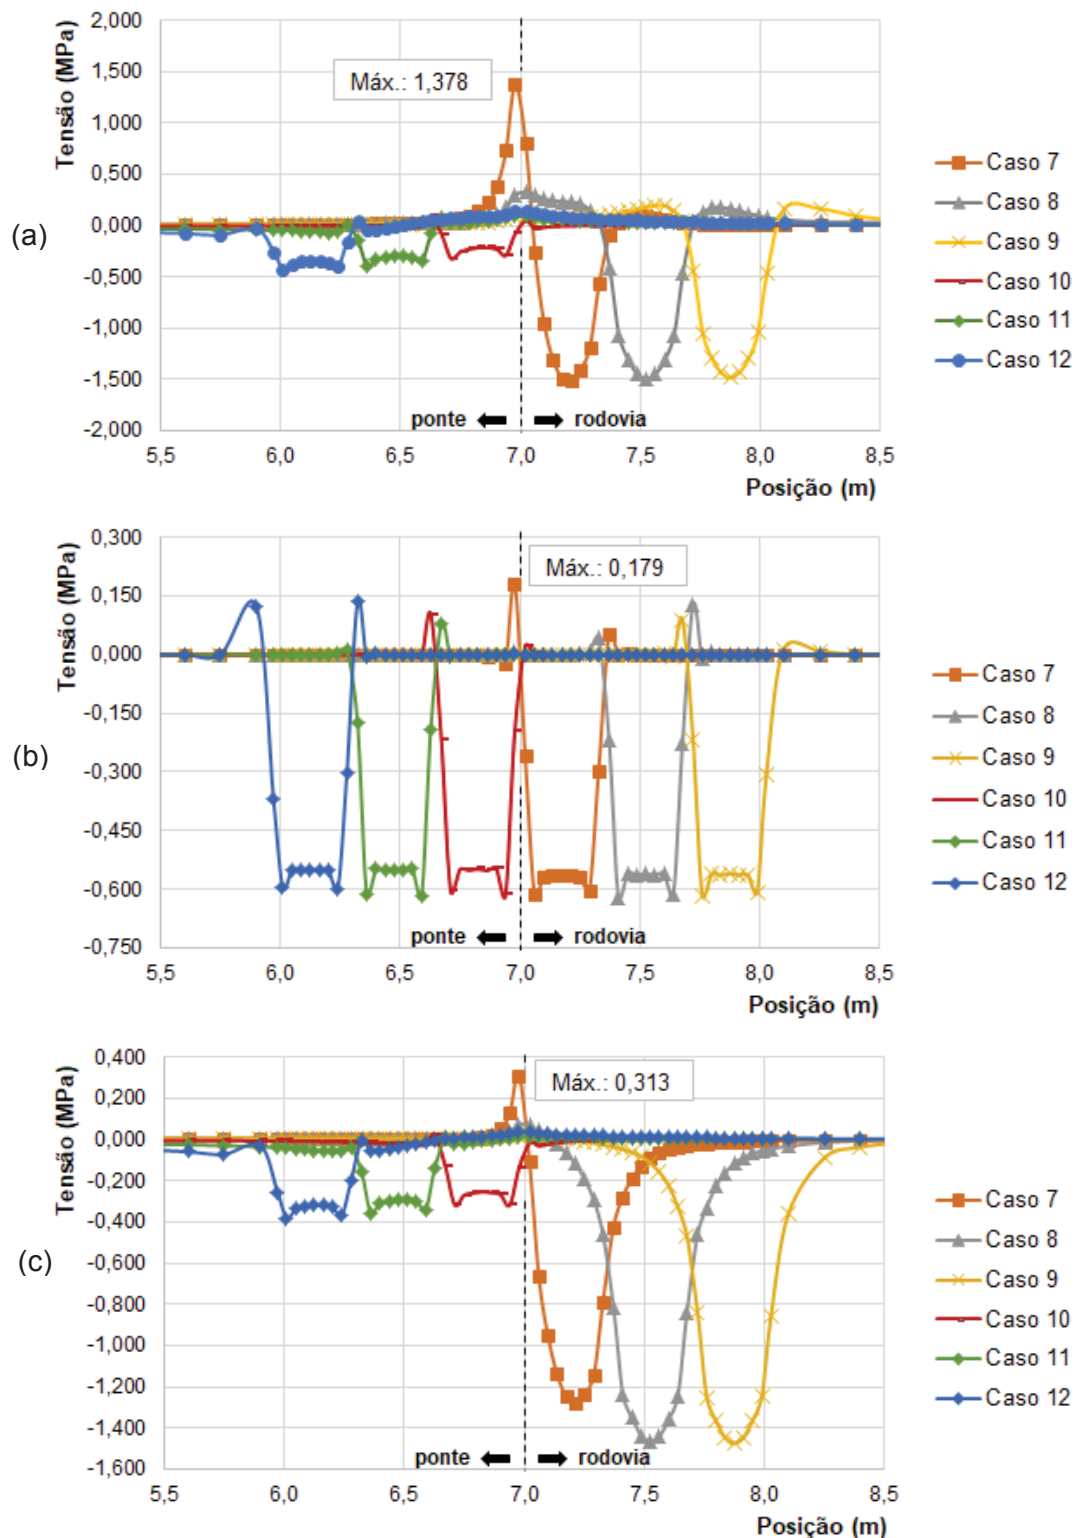 (a)
Tensão (MPa)
2,000
1,500
1,000
0,500
0,000
-0,500
-1,000
-1,500
-2,000
Máx.: 1,378
ponte
rodovia
5,5 6,0 6,5 7,0 7,5 8,0 8,5
Posição (m)
Caso 7
Caso 8
Caso 9
Caso 10
Caso 11
Caso 12
(b)
Tensão (MPa)
0,300
0,150
0,000
-0,150
-0,300
-0,450
-0,600
-0,750
Máx.: 0,179
ponte
rodovia
5,5 6,0 6,5 7,0 7,5 8,0 8,5
Posição (m)
Caso 7
Caso 8
Caso 9
Caso 10
Caso 11
Caso 12
(c)
Tensão (MPa)
0,400
0,200
0,000
-0,200
-0,400
-0,600
-0,800
-1,000
-1,200
-1,400
-1,600
Máx.: 0,313
ponte
rodovia
5,5 6,0 6,5 7,0 7,5 8,0 8,5
Posição (m)
Caso 7
Caso 8
Caso 9
Caso 10
Caso 11
Caso 12